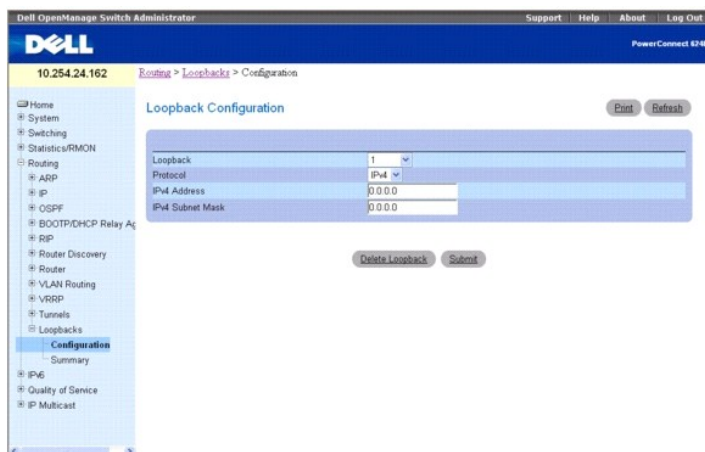 Dell OpenManage Switch Administrator
Support Help About Log Out
DELL
PowerConnect 6248
10.254.24.162
Routing > Loopbacks > Configuration
Home
System
Switching
Statistics/RMON
Routing
ARP
IP
OSPF
BOOTP/DHCP Relay Ag
RIP
Router Discovery
Router
VLAN Routing
VRRP
Tunnels
Loopbacks
Configuration
Summary
IPv6
Quality of Service
IP Multicast
Loopback Configuration
Print Refresh
Loopback 1
Protocol IPv4
IPv4 Address 0.0.0.0
IPv4 Subnet Mask 0.0.0.0
Delete Loopback Submit